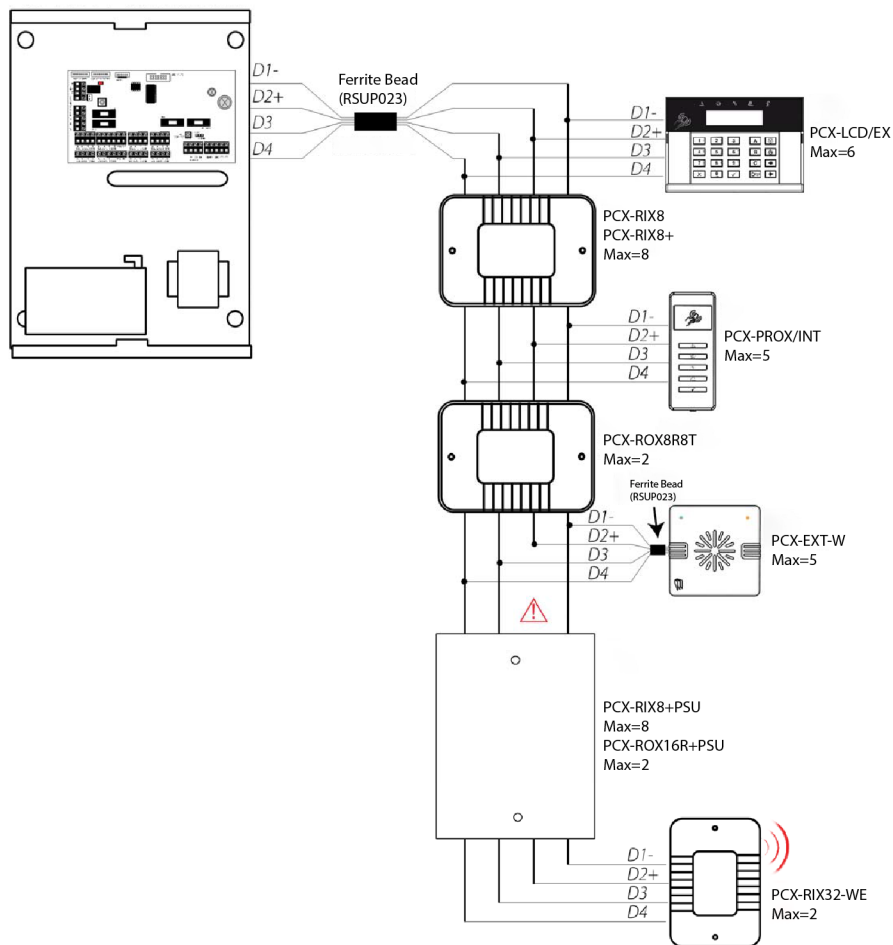 D1-
D2+
D3
D4
Ferrite Bead
(RSUP023)
D1-
D2+
D3
D4
PCX-LCD/EX
Max=6
PCX-RIX8
PCX-RIX8+
Max=8
D1-
D2+
D3
D4
PCX-PROX/INT
Max=5
PCX-ROX8R8T
Max=2
Ferrite Bead
(RSUP023)
D1-
D2+
D3
D4
PCX-EXT-W
Max=5
PCX-RIX8+PSU
Max=8
PCX-ROX16R+PSU
Max=2
D1-
D2+
D3
D4
PCX-RIX32-WE
Max=2